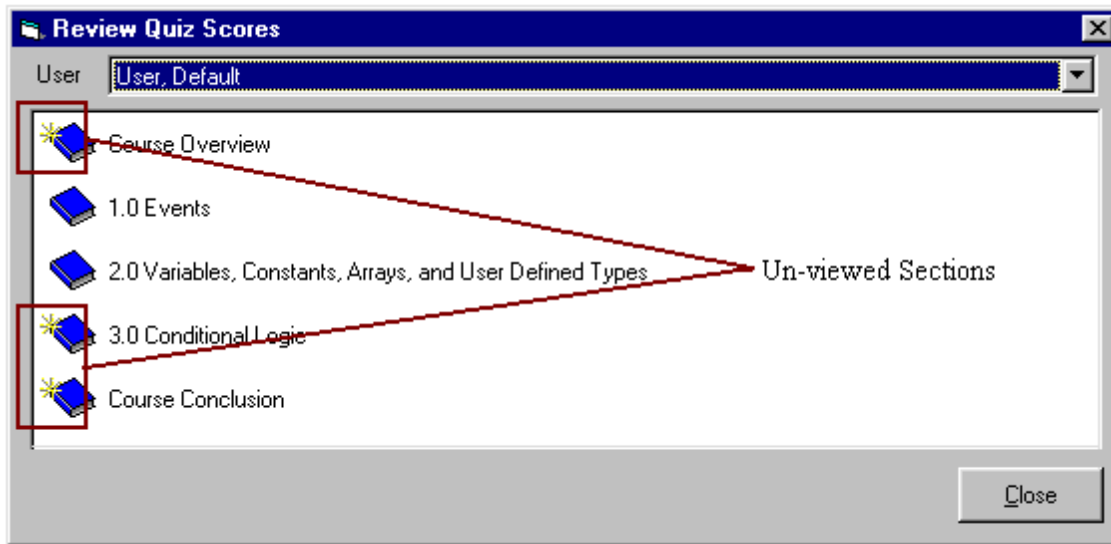 Review Quiz Scores
User User, Default
Course Overview
1.0 Events
2.0 Variables, Constants, Arrays, and User Defined Types
Un-viewed Sections
3.0 Conditional Logic
Course Conclusion
Close